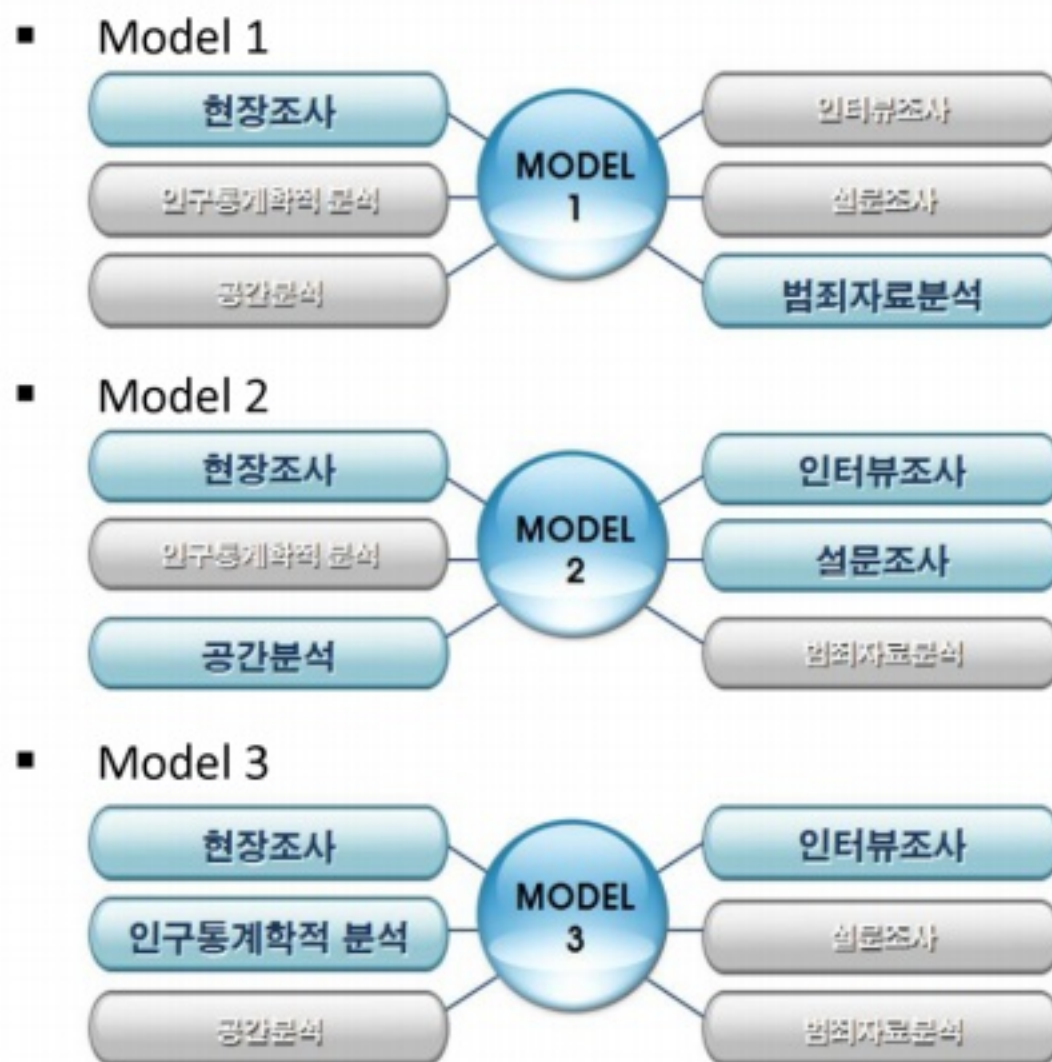 ▪ Model 1
현장조사
인구통계학적 분석
공간분석
MODEL
1
인터뷰조사
설문조사
범죄자료분석
▪ Model 2
현장조사
인구통계학적 분석
공간분석
MODEL
2
인터뷰조사
설문조사
범죄자료분석
▪ Model 3
현장조사
인구통계학적 분석
공간분석
MODEL
3
인터뷰조사
설문조사
범죄자료분석